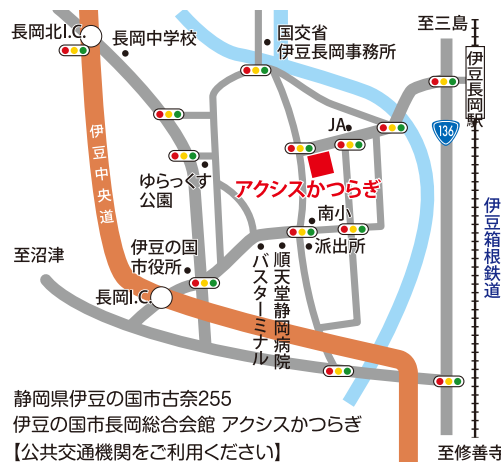 長岡北I.C.
長岡中学校
国交省
伊豆長岡事務所
至三島
伊豆長岡駅
136
JA
伊豆中央道
ゆらっくす
公園
アクシスかつらぎ
南小
派出所
伊豆箱根鉄道
至沼津
伊豆の国
市役所
順天堂静岡病院
バスターミナル
長岡I.C.
静岡県伊豆の国市古奈255
伊豆の国市長岡総合会館 アクシスかつらぎ
【公共交通機関をご利用ください】
至修善寺